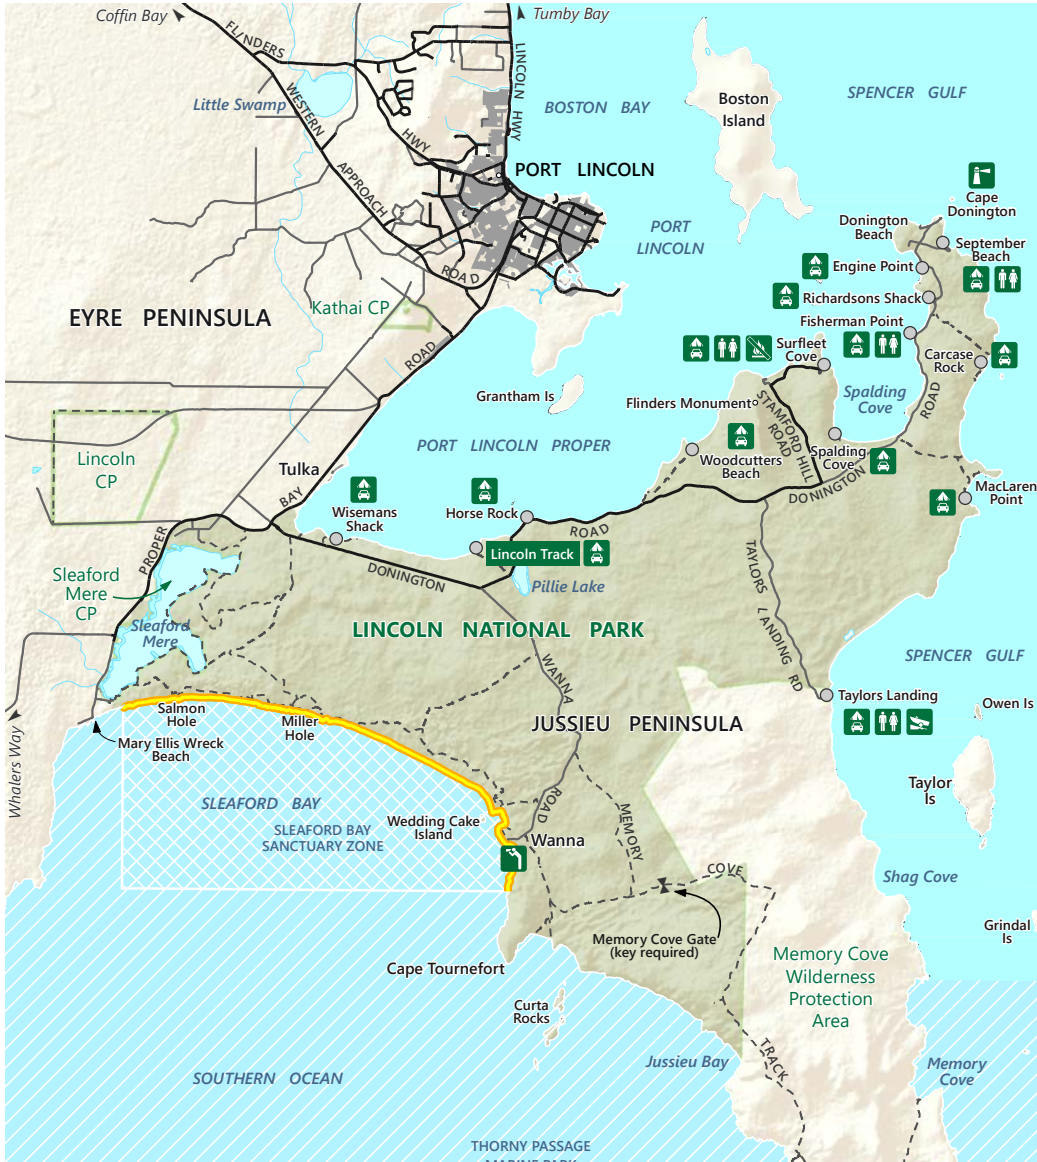 Coffin Bay
Tumby Bay
FLINDERS
HWY
LINCOLN HWY
Little Swamp
WESTERN
APPROACH
ROAD
BOSTON BAY
Boston
Island
SPENCER GULF
PORT LINCOLN
PORT
LINCOLN
Cape
Donington
Donington
Beach
September
Beach
Engine Point
Richardsons Shack
Fisherman Point
Surfleet
Cove
Carcase
Rock
Kathai CP
EYRE PENINSULA
ROAD
Grantham Is
Flinders Monument
Spalding
Cove
ROAD
STAMFORD HILL
ROAD
PORT LINCOLN PROPER
Lincoln
CP
Tulka
BAY
Woodcutters
Beach
Spalding
Cove
DONINGTON
MacLaren
Point
Wisemans
Shack
Horse Rock
ROAD
PROPER
Lincoln Track
DONINGTON
Pillie Lake
TAYLORS LANDING RD
Sleaford
Mere
CP
Sleaford
Mere
LINCOLN NATIONAL PARK
WANNA
SPENCER GULF
Taylors Landing
Owen Is
Salmon
Hole
Miller
Hole
JUSSIEU PENINSULA
Mary Ellis Wreck
Beach
Whalers Way
Taylor
Is
SLEAFORD BAY
SLEAFORD BAY
SANCTUARY ZONE
Wedding Cake
Island
ROAD
Wanna
MEMORY
COVE
Shag Cove
Memory Cove Gate
(key required)
Grindal
Is
Cape Tournefort
Memory Cove
Wilderness
Protection
Area
Curta
Rocks
TRACK
Jussieu Bay
Memory
Cove
SOUTHERN OCEAN
THORNY PASSAGE
MARINE PARK